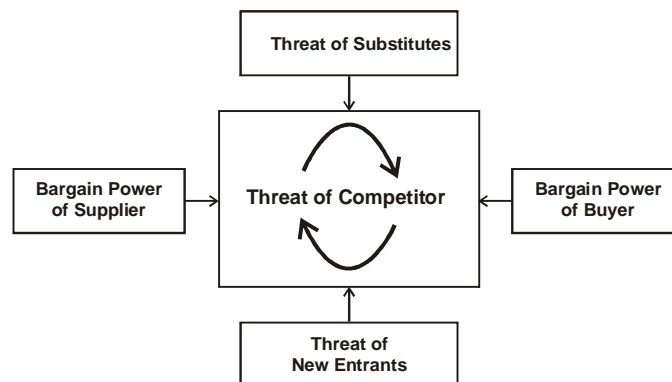 Threat of Substitutes
Bargain Power
of Supplier
Threat of Competitor
Bargain Power
of Buyer
Threat of
New Entrants